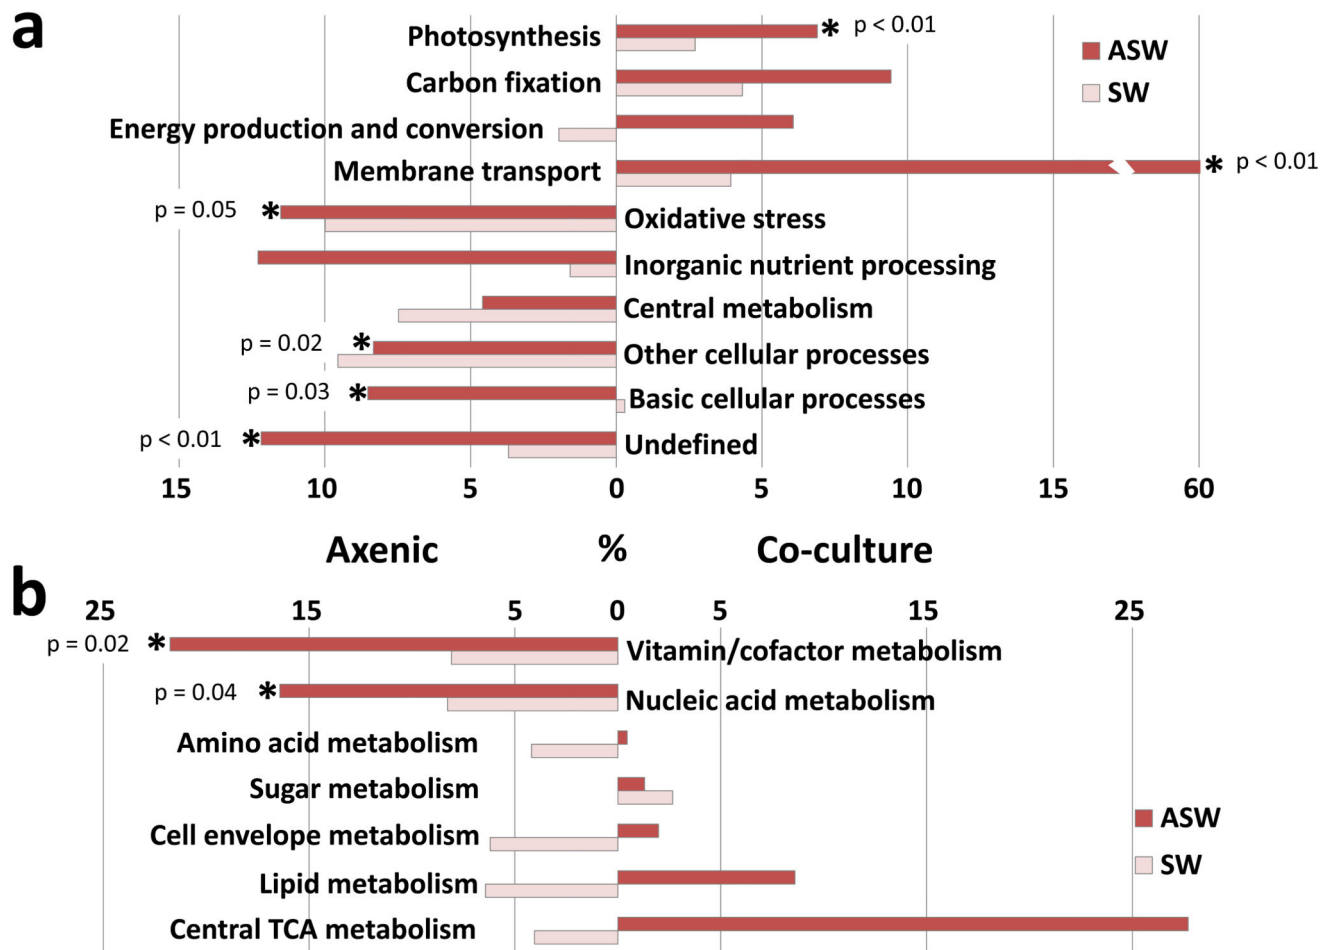 a
Photosynthesis * p < 0.01
ASW
Carbon fixation
SW
Energy production and conversion
Membrane transport * p < 0.01
p = 0.05 * Oxidative stress
Inorganic nutrient processing
Central metabolism
p = 0.02 * Other cellular processes
p = 0.03 * Basic cellular processes
p < 0.01 * Undefined
15 10 5 0 5 10 15 60
Axenic % Co-culture
b
25 15 5 0 5 15 25
p = 0.02 * Vitamin/cofactor metabolism
p = 0.04 * Nucleic acid metabolism
Amino acid metabolism
Sugar metabolism
ASW
Cell envelope metabolism
SW
Lipid metabolism
Central TCA metabolism